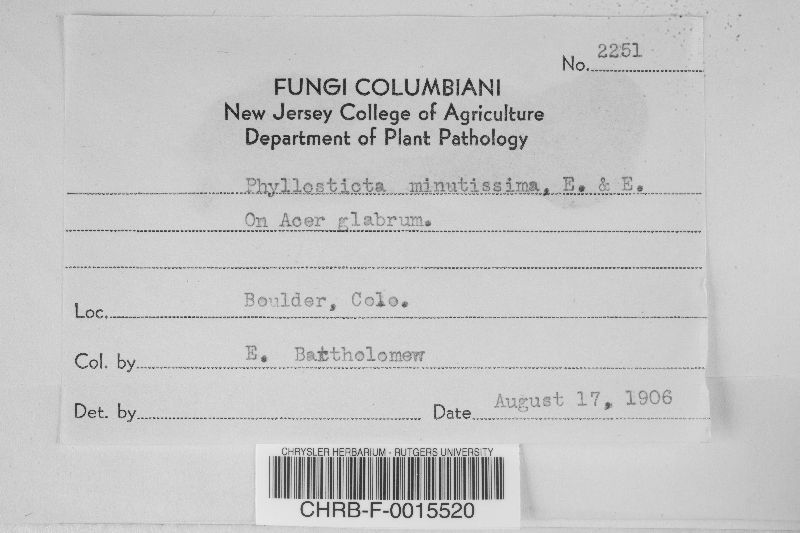 No. 2251
FUNGI COLUMBIANI
New Jersey College of Agriculture
Department of Plant Pathology
Phyllosticta minutissima, E. & E.
On Acer glabrum.
Loc. Boulder, Colo.
Col. by E. Bartholomew
Det. by Date August 17, 1906
CHRYSLER HERBARIUM - RUTGERS UNIVERSITY
CHRB-F-0015520